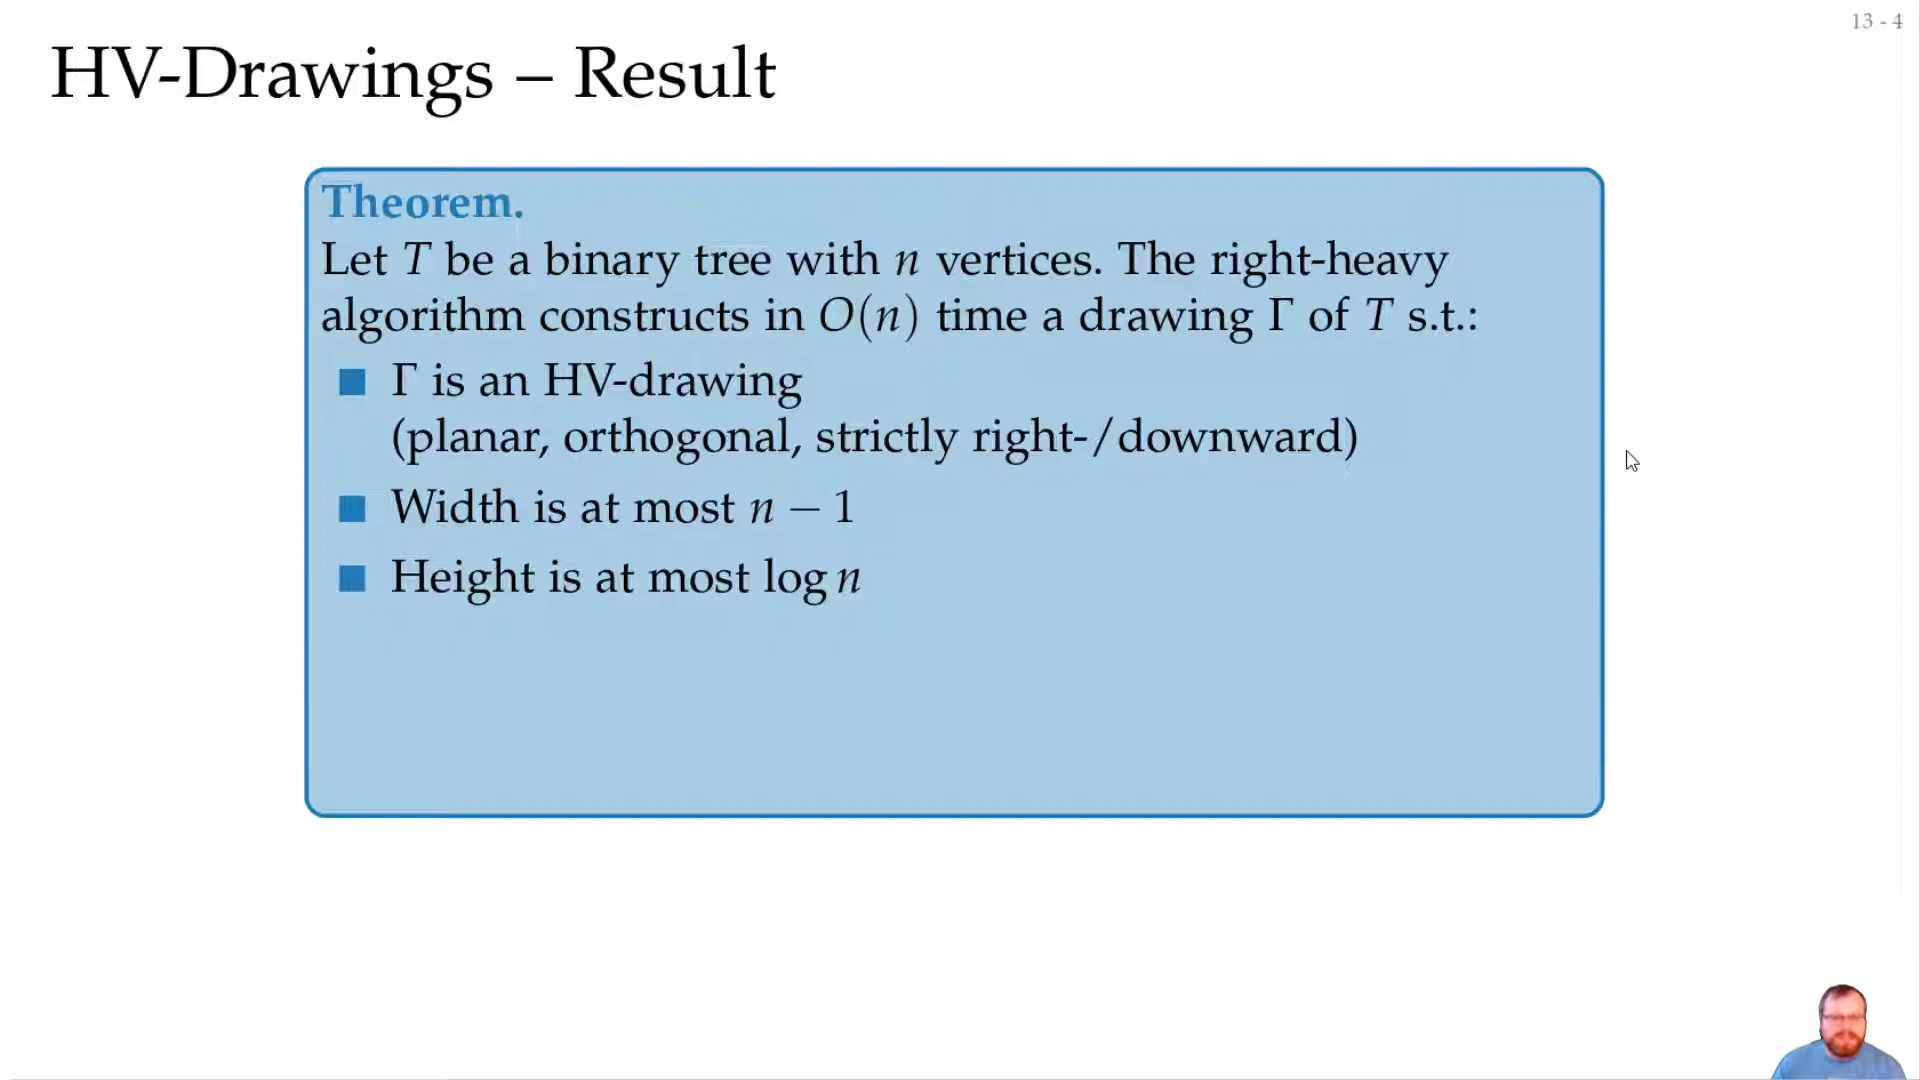 13 - 4
HV-Drawings – Result
Theorem.
Let T be a binary tree with n vertices. The right-heavy
algorithm constructs in O(n) time a drawing Γ of T s.t.:
■ Γ is an HV-drawing
(planar, orthogonal, strictly right-/downward)
■ Width is at most n − 1
■ Height is at most log n